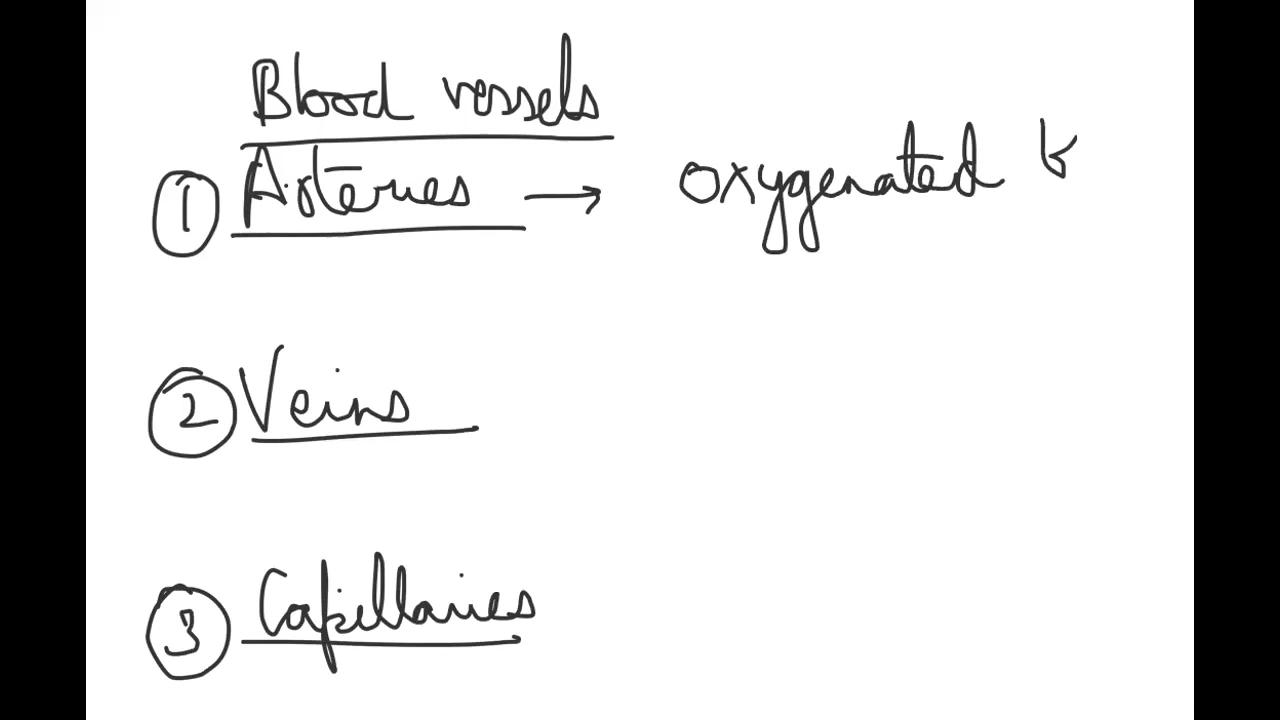 Blood vessels
① Arteries → oxygenated b
② Veins
③ Capillaries